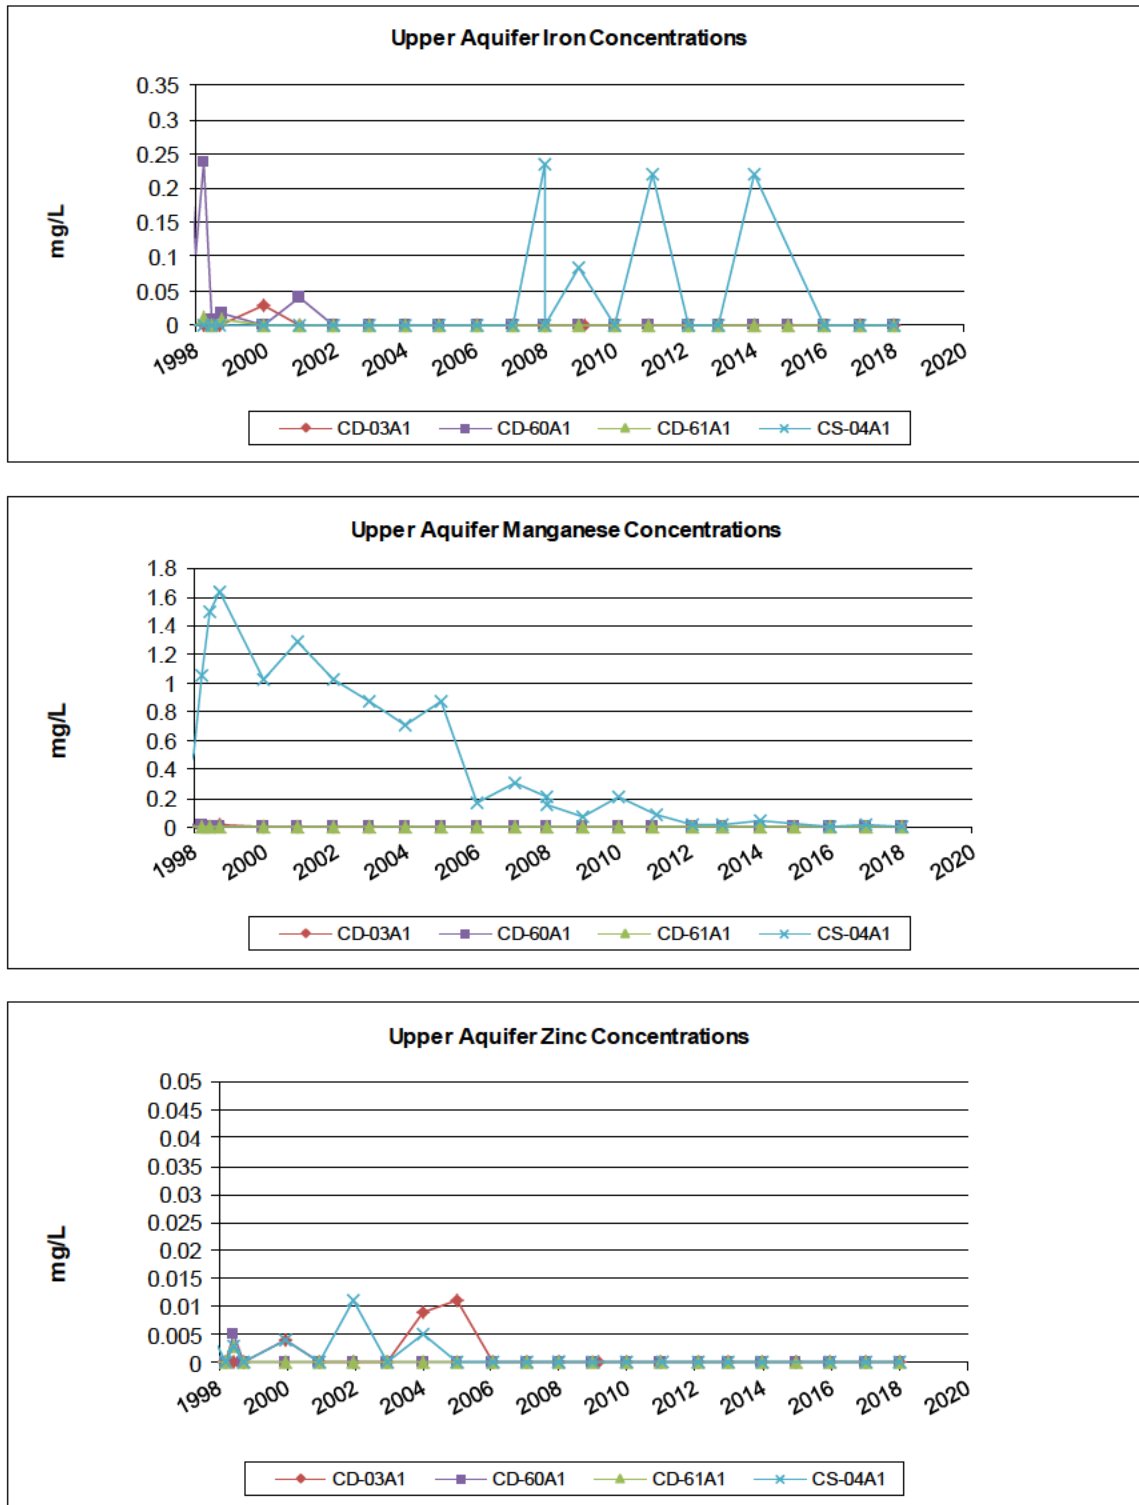 Upper Aquifer Iron Concentrations
0.35
0.3
0.25
0.2
0.15
0.1
0.05
0
mg/L
1998 2000 2002 2004 2006 2008 2010 2012 2014 2016 2018 2020
CD-03A1 CD-60A1 CD-61A1 CS-04A1
Upper Aquifer Manganese Concentrations
1.8
1.6
1.4
1.2
1
0.8
0.6
0.4
0.2
0
mg/L
1998 2000 2002 2004 2006 2008 2010 2012 2014 2016 2018 2020
CD-03A1 CD-60A1 CD-61A1 CS-04A1
Upper Aquifer Zinc Concentrations
0.05
0.045
0.04
0.035
0.03
0.025
0.02
0.015
0.01
0.005
0
mg/L
1998 2000 2002 2004 2006 2008 2010 2012 2014 2016 2018 2020
CD-03A1 CD-60A1 CD-61A1 CS-04A1